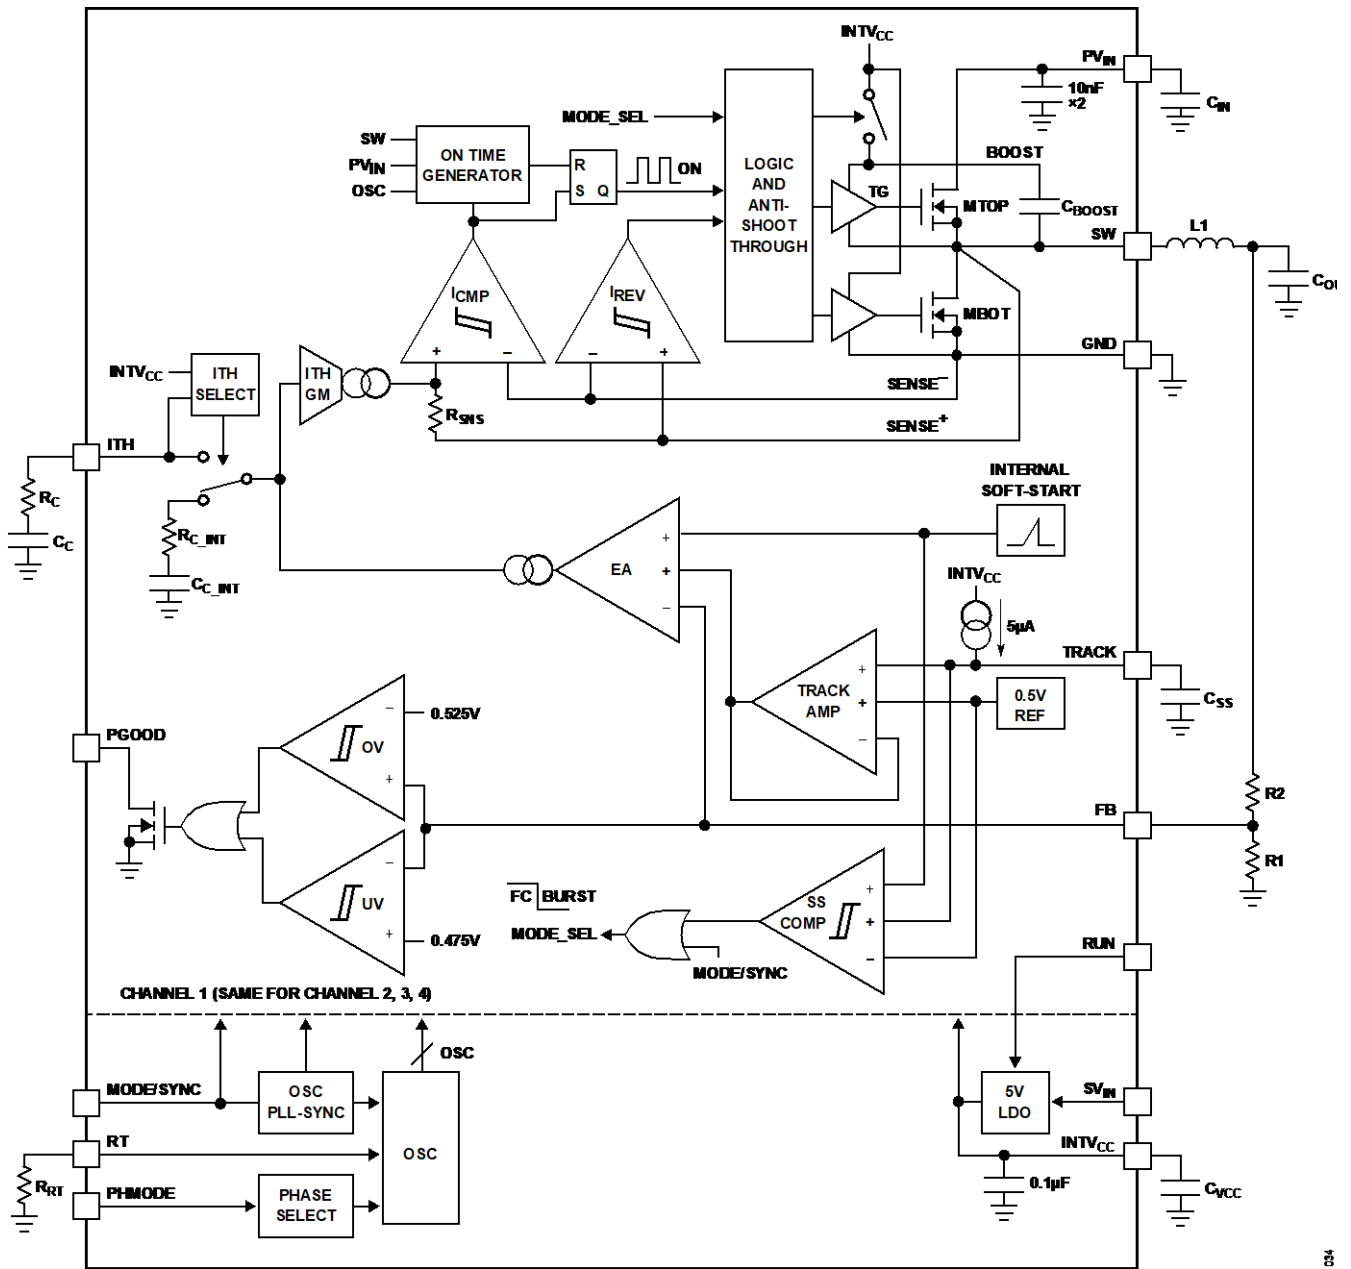 INTVCC
PVIN
10nF
×2
CIN
MODE_SEL
SW
PVIN
OSC
ON TIME
GENERATOR
R
S Q
ON
LOGIC
AND
ANTI-
SHOOT
THROUGH
BOOST
TG
MTOP
CBOOST
SW
L1
ICMP
IREV
+
–
–
+
MBOT
GND
INTVCC
ITH
SELECT
ITH
GM
RSNS
SENSE–
SENSE+
ITH
RC
CC
RC_INT
CC_INT
INTERNAL
SOFT-START
EA
+
+
–
INTVCC
5µA
TRACK
TRACK
AMP
+
+
–
0.5V
REF
CSS
PGOOD
–
0.525V
OV
+
–
UV
+
0.475V
FB
R2
R1
FC BURST
MODE_SEL
SS
COMP
+
+
–
MODE/SYNC
RUN
CHANNEL 1 (SAME FOR CHANNEL 2, 3, 4)
OSC
MODE/SYNC
OSC
PLL-SYNC
OSC
RT
RRT
PHMODE
PHASE
SELECT
5V
LDO
SVIN
INTVCC
0.1µF
CVCC
034